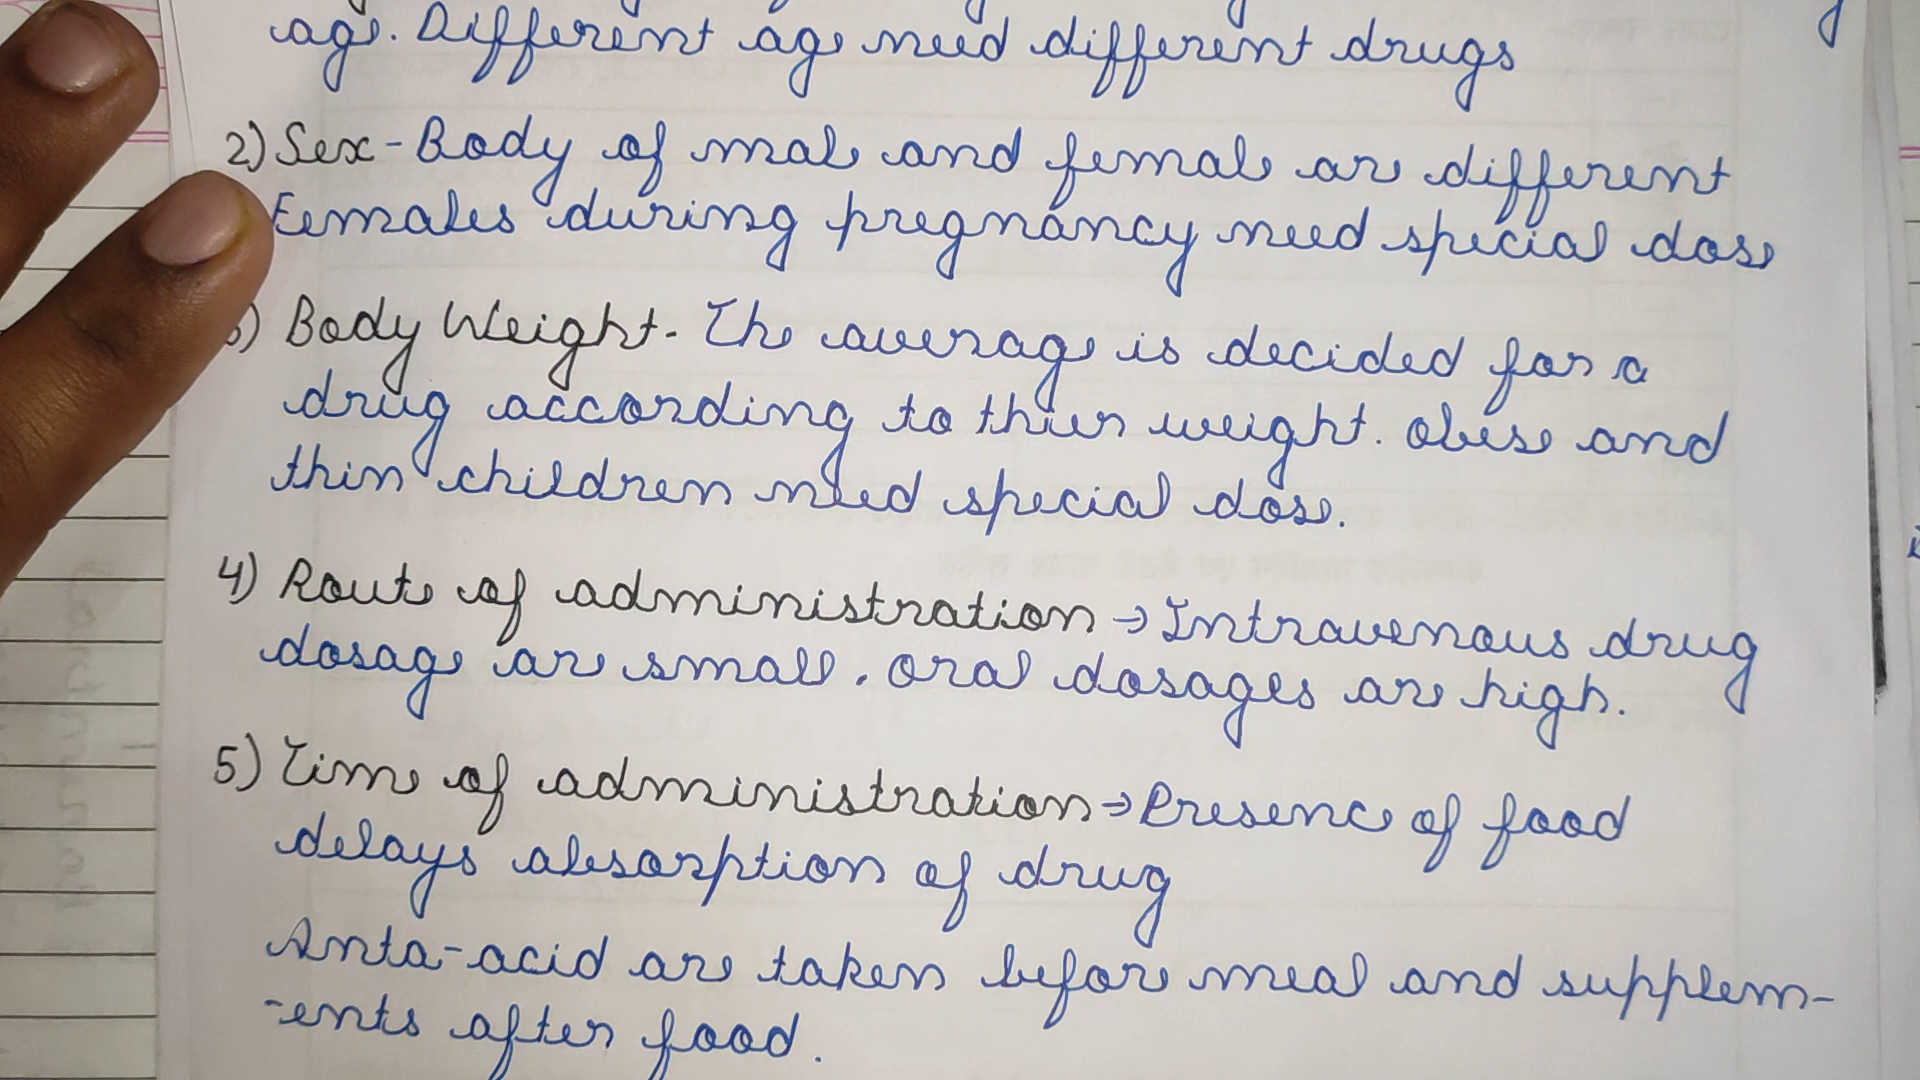 age. Different age need different drugs
2) Sex - Body of male and female are different
Females during pregnancy need special dose
3) Body Weight - The average is decided for a
drug according to thier weight. Obese and
thin children need special dose.
4) Route of administration → Intravenous drug
dosage are small. Oral dosages are high.
5) Time of administration → Presence of food
delays absorption of drug
Anta-acid are taken before meal and supplem-
-ents after food.